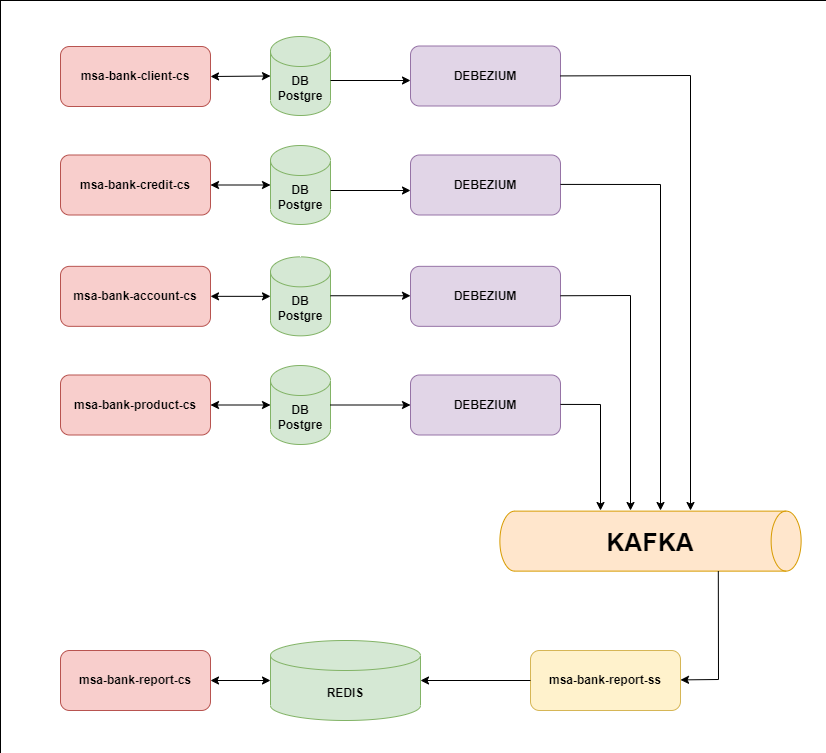 msa-bank-client-cs
DB
Postgre
DEBEZIUM
msa-bank-credit-cs
DB
Postgre
DEBEZIUM
msa-bank-account-cs
DB
Postgre
DEBEZIUM
msa-bank-product-cs
DB
Postgre
DEBEZIUM
KAFKA
msa-bank-report-cs
REDIS
msa-bank-report-ss